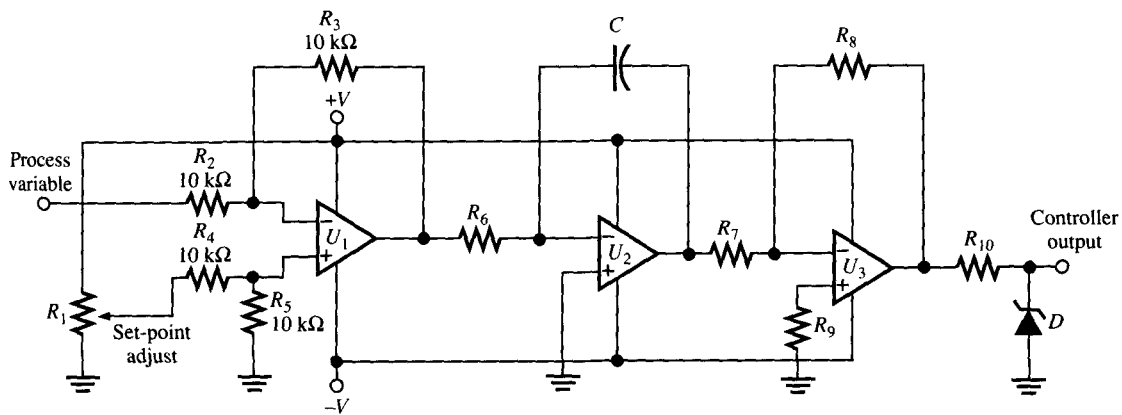 R3
10 kΩ
C
R8
+V
Process
variable
R2
10 kΩ
R4
10 kΩ
−
U1
+
R6
−
U2
+
R7
−
U3
+
R10
Controller
output
R1
Set-point
adjust
R5
10 kΩ
R9
D
−V